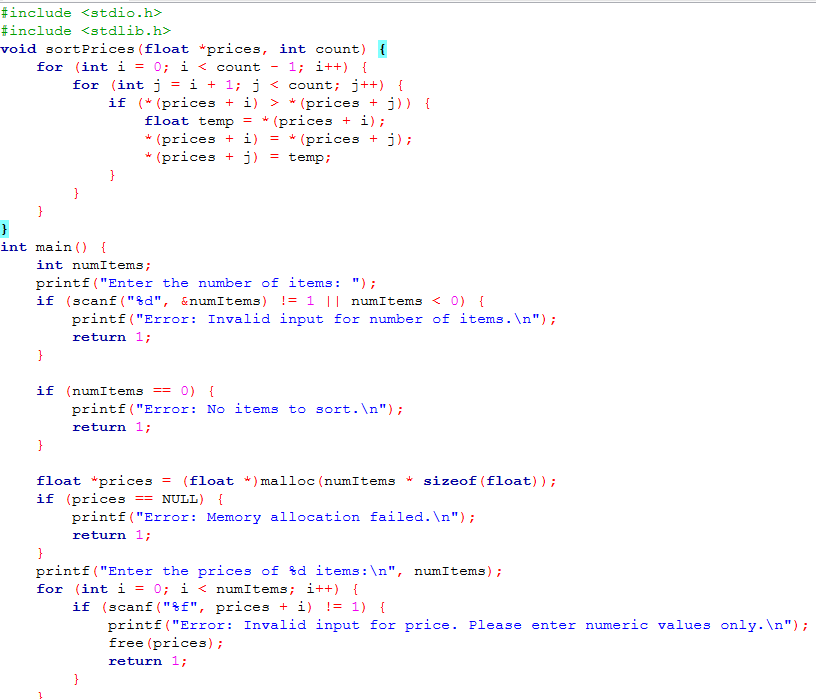 #include <stdio.h>
#include <stdlib.h>
void sortPrices(float *prices, int count) {
    for (int i = 0; i < count - 1; i++) {
        for (int j = i + 1; j < count; j++) {
            if (*(prices + i) > *(prices + j)) {
                float temp = *(prices + i);
                *(prices + i) = *(prices + j);
                *(prices + j) = temp;
            }
        }
    }
}
int main() {
    int numItems;
    printf("Enter the number of items: ");
    if (scanf("%d", &numItems) != 1 || numItems < 0) {
        printf("Error: Invalid input for number of items.\n");
        return 1;
    }

    if (numItems == 0) {
        printf("Error: No items to sort.\n");
        return 1;
    }

    float *prices = (float *)malloc(numItems * sizeof(float));
    if (prices == NULL) {
        printf("Error: Memory allocation failed.\n");
        return 1;
    }
    printf("Enter the prices of %d items:\n", numItems);
    for (int i = 0; i < numItems; i++) {
        if (scanf("%f", prices + i) != 1) {
            printf("Error: Invalid input for price. Please enter numeric values only.\n");
            free(prices);
            return 1;
        }
    }